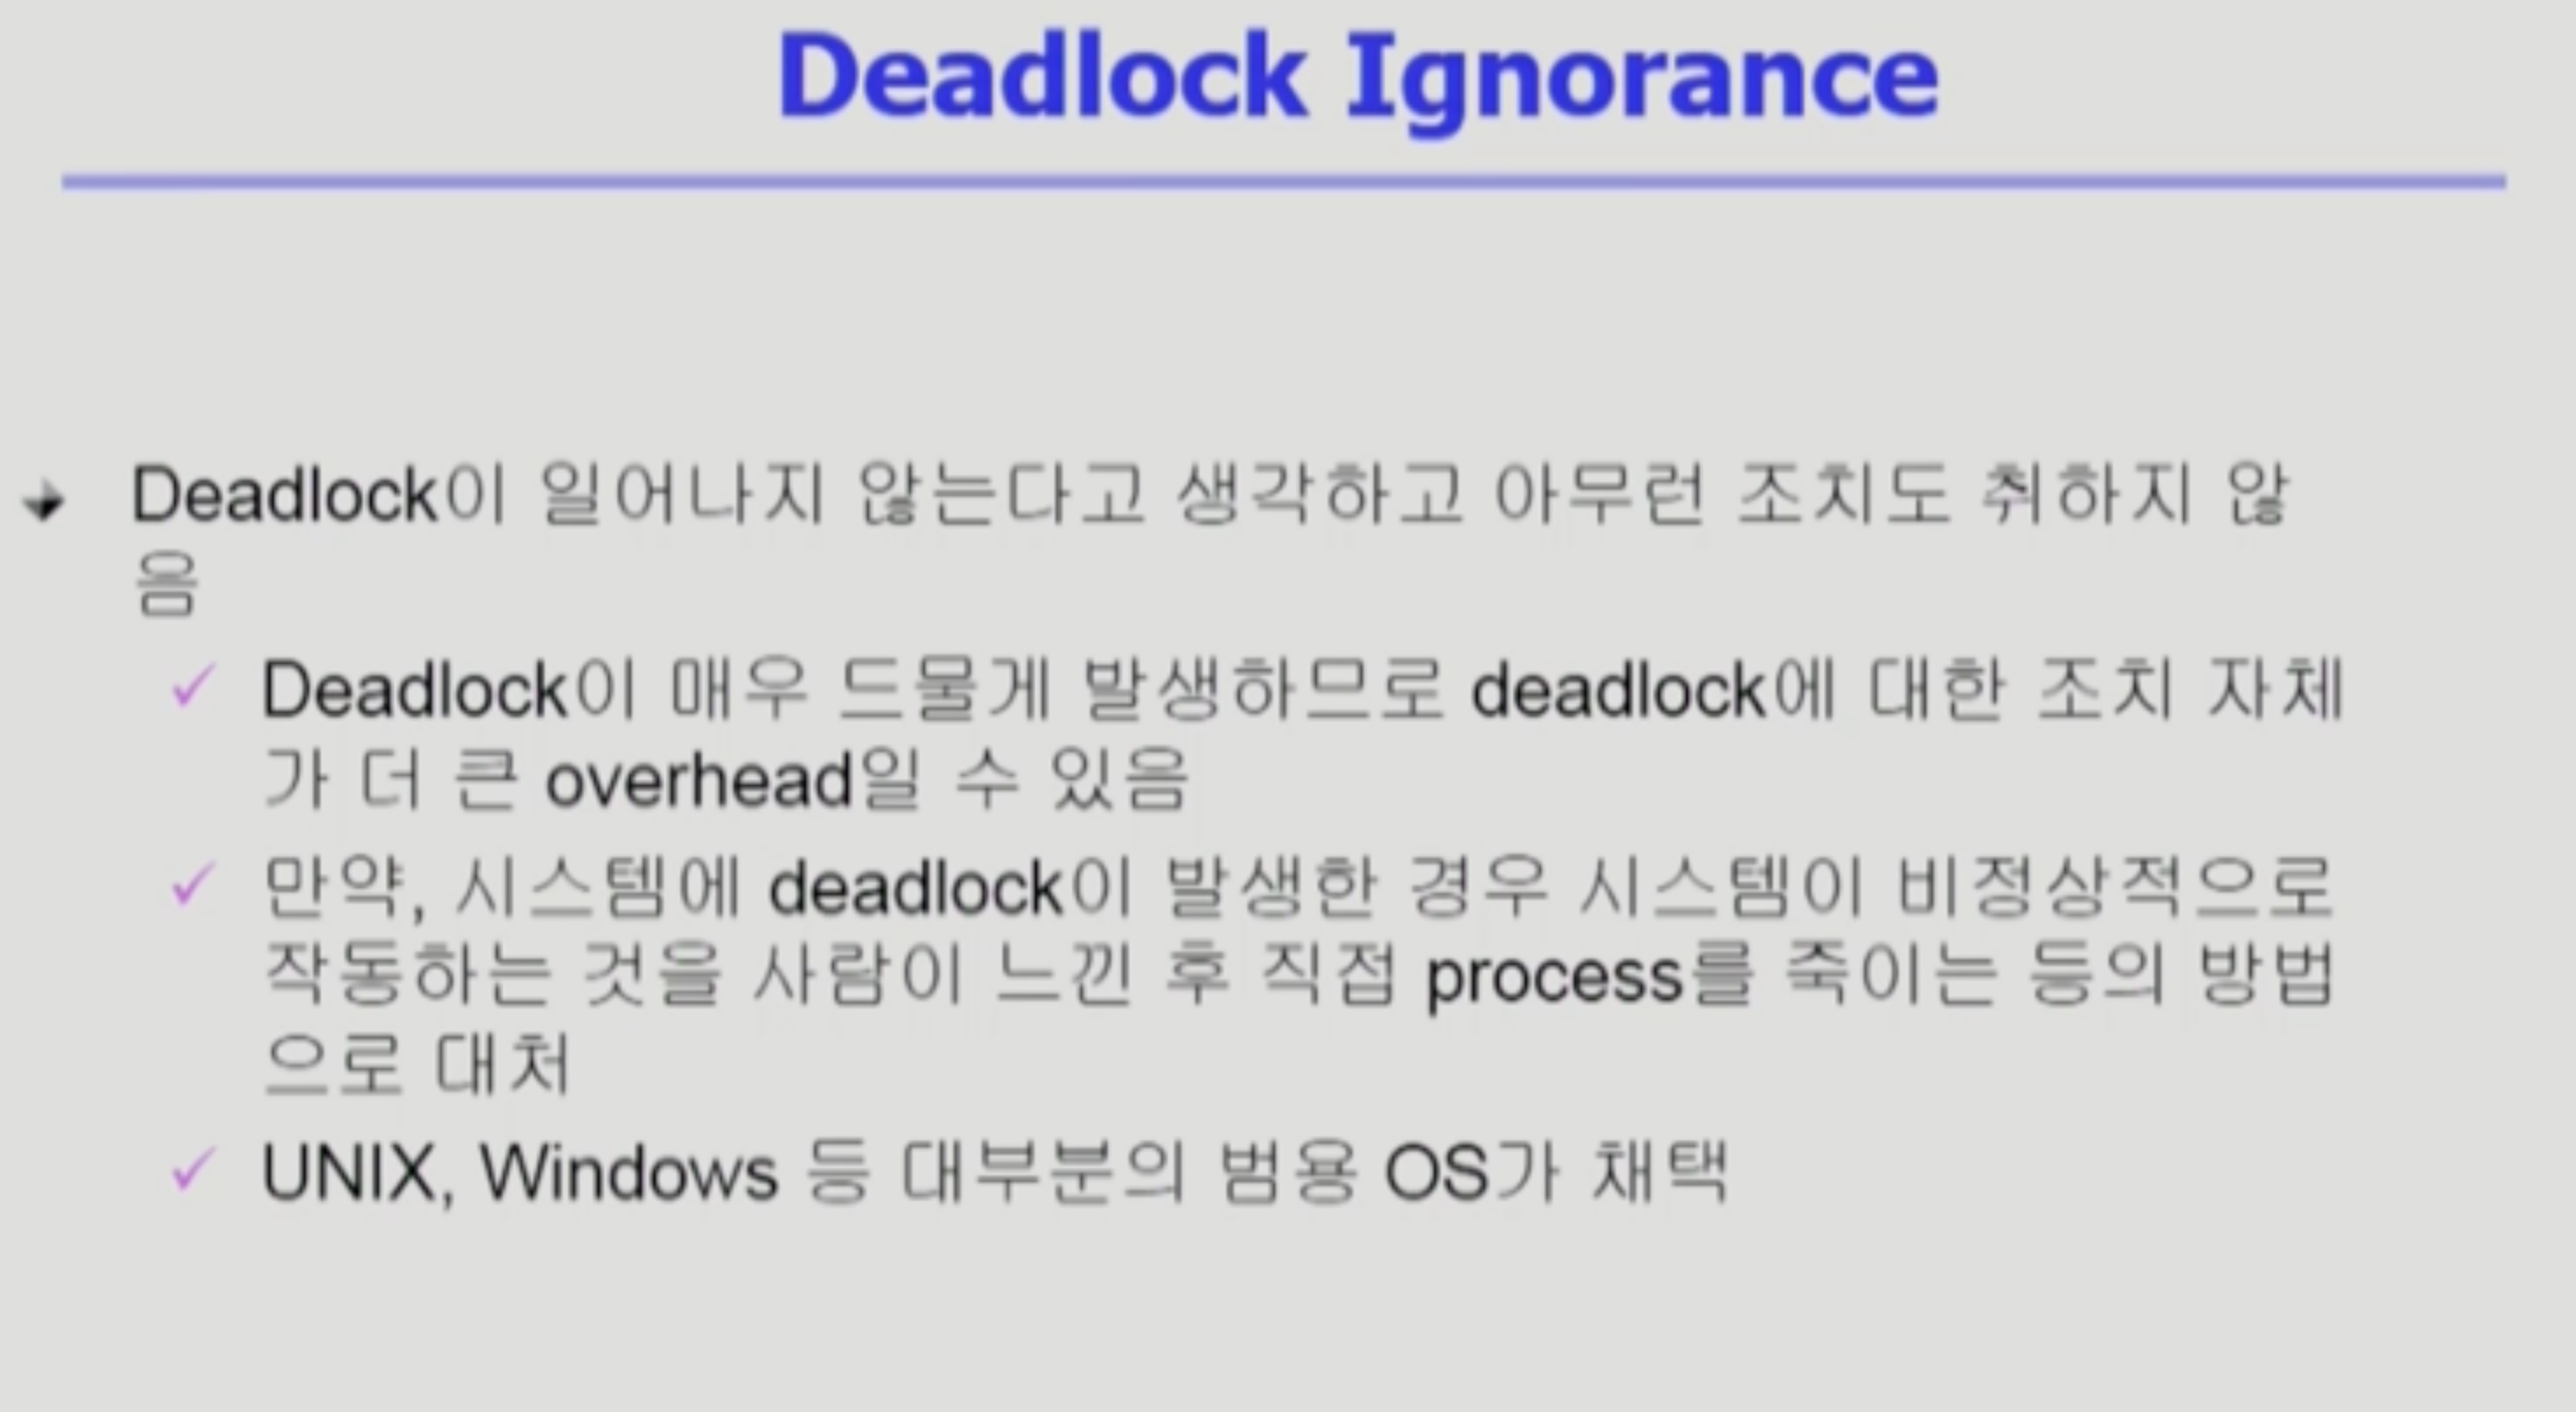 Deadlock Ignorance
Deadlock이 일어나지 않는다고 생각하고 아무런 조치도 취하지 않
음
Deadlock이 매우 드물게 발생하므로 deadlock에 대한 조치 자체
가 더 큰 overhead일 수 있음
만약, 시스템에 deadlock이 발생한 경우 시스템이 비정상적으로
작동하는 것을 사람이 느낀 후 직접 process를 죽이는 등의 방법
으로 대처
UNIX, Windows 등 대부분의 범용 OS가 채택